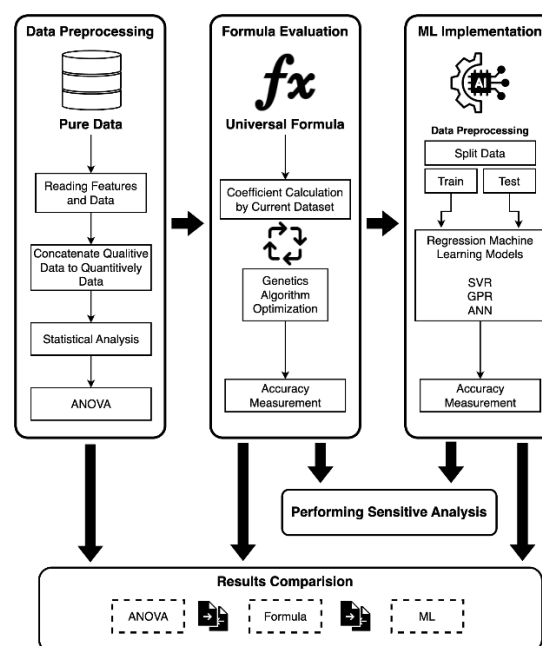 Data Preprocessing
Pure Data
Reading Features
and Data
Concatenate Qualitive
Data to Quantitively
Data
Statistical Analysis
ANOVA
Formula Evaluation
fx
Universal Formula
Coefficient Calculation
by Current Dataset
Genetics
Algorithm
Optimization
Accuracy
Measurement
ML Implementation
AI
Data Preprocessing
Split Data
Train
Test
Regression Machine
Learning Models
SVR
GPR
ANN
Accuracy
Measurement
Performing Sensitive Analysis
Results Comparision
ANOVA
Formula
ML